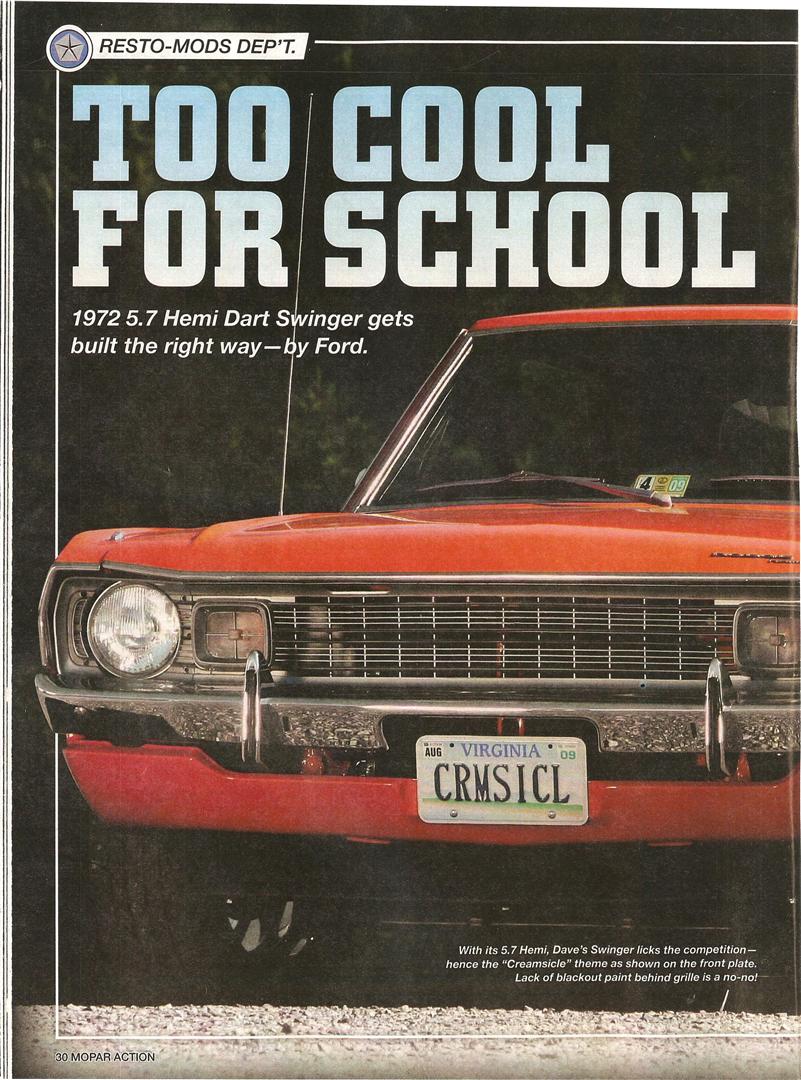 RESTO-MODS DEP'T.
TOO COOL
FOR SCHOOL
1972 5.7 Hemi Dart Swinger gets
built the right way—by Ford.
4 09
AUG VIRGINIA 09
CRMSICL
With its 5.7 Hemi, Dave's Swinger licks the competition—
hence the “Creamsicle” theme as shown on the front plate.
Lack of blackout paint behind grille is a no-no!
30 MOPAR ACTION